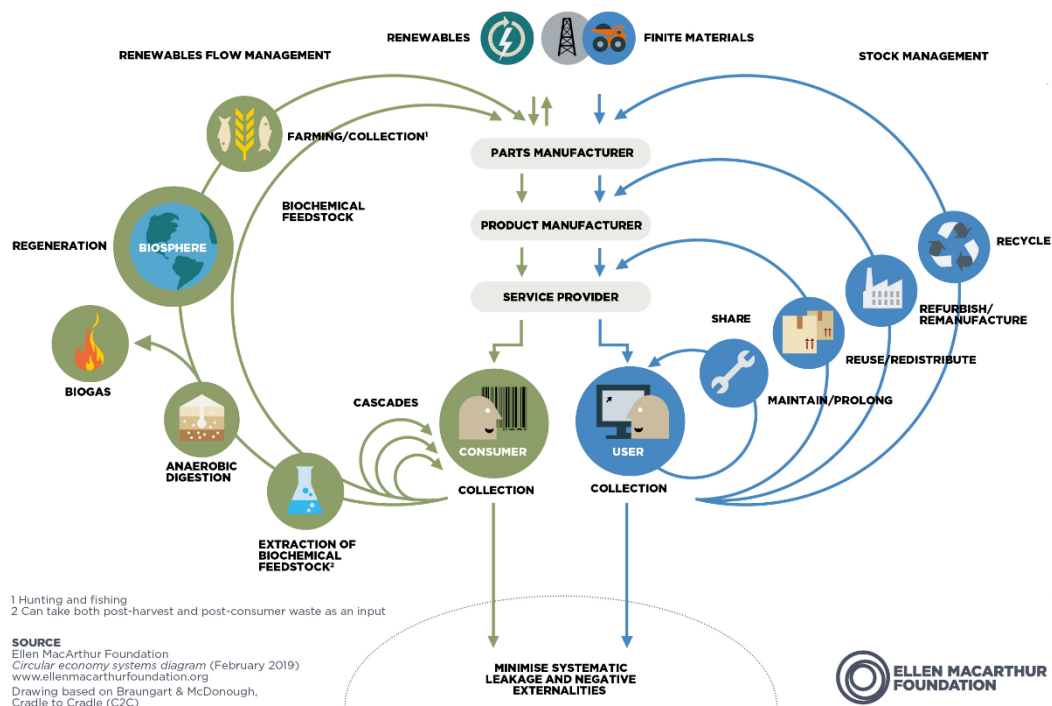 RENEWABLES
FINITE MATERIALS
RENEWABLES FLOW MANAGEMENT
STOCK MANAGEMENT
FARMING/COLLECTION¹
PARTS MANUFACTURER
BIOCHEMICAL
FEEDSTOCK
REGENERATION
BIOSPHERE
PRODUCT MANUFACTURER
RECYCLE
SERVICE PROVIDER
SHARE
REFURBISH/
REMANUFACTURE
REUSE/REDISTRIBUTE
BIOGAS
CASCADES
MAINTAIN/PROLONG
CONSUMER
USER
ANAEROBIC
DIGESTION
COLLECTION
COLLECTION
EXTRACTION OF
BIOCHEMICAL
FEEDSTOCK²
1 Hunting and fishing
2 Can take both post-harvest and post-consumer waste as an input
SOURCE
Ellen MacArthur Foundation
Circular economy systems diagram (February 2019)
www.ellenmacarthurfoundation.org
Drawing based on Braungart & McDonough,
Cradle to Cradle (C2C)
MINIMISE SYSTEMATIC
LEAKAGE AND NEGATIVE
EXTERNALITIES
ELLEN MACARTHUR
FOUNDATION